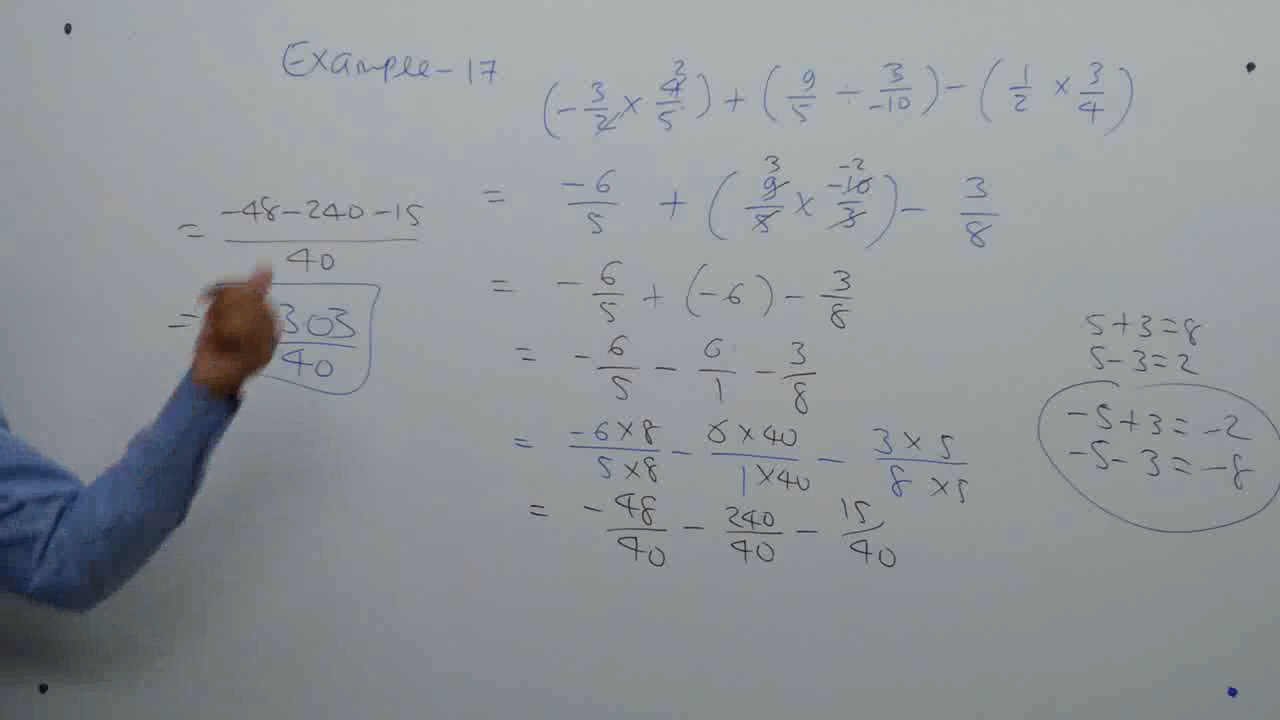 Example-17
(-3/2 × 4/5) + (9/5 ÷ 3/-10) - (1/2 × 3/4)
= -6/5 + (9/5 × -10/3) - 3/8
= -6/5 + (-6) - 3/8
= -6/5 - 6/1 - 3/8
= -6×8/5×8 - 6×40/1×40 - 3×5/8×5
= -48/40 - 240/40 - 15/40
= -48-240-15/40
= 303/40
5+3=8
5-3=2
-5+3=-2
-5-3=-8